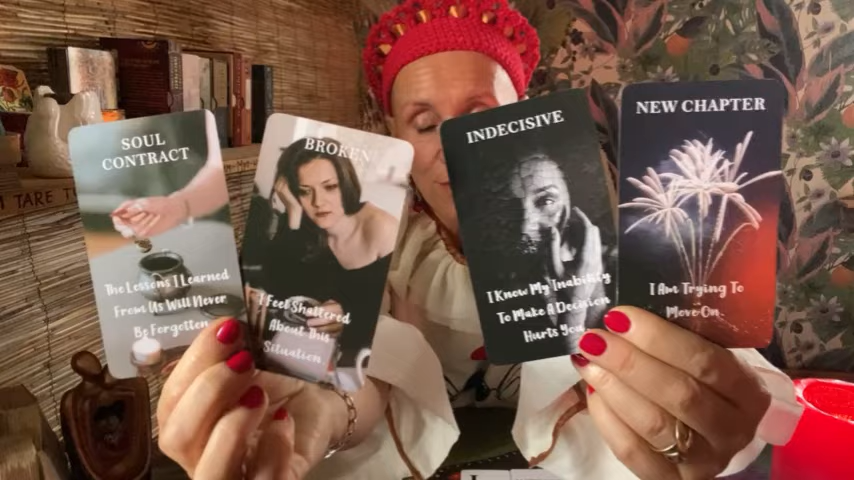 SOUL
CONTRACT
The Lessons I Learned
From Us Will Never
Be Forgotten
BROKEN
I Feel Shattered
About This
Situation
INDECISIVE
I Know My Inability
To Make A Decision
Hurts You
NEW CHAPTER
I Am Trying To
Move On.